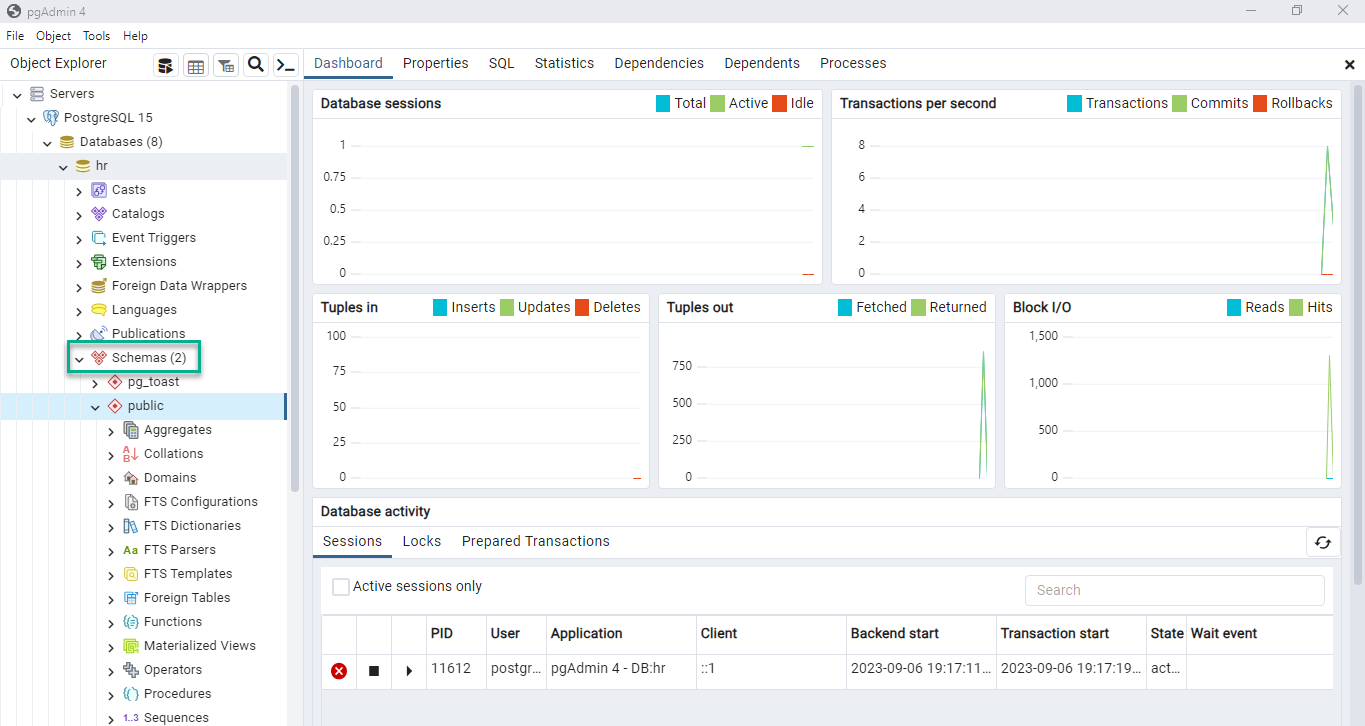 pgAdmin 4
File Object Tools Help
Object Explorer
Servers
PostgreSQL 15
Databases (8)
hr
Casts
Catalogs
Event Triggers
Extensions
Foreign Data Wrappers
Languages
Publications
Schemas (2)
pg_toast
public
Aggregates
Collations
Domains
FTS Configurations
FTS Dictionaries
Aa FTS Parsers
FTS Templates
Foreign Tables
Functions
Materialized Views
Operators
Procedures
1..3 Sequences
Dashboard Properties SQL Statistics Dependencies Dependents Processes
Database sessions Total Active Idle
1
0.75
0.5
0.25
0
Transactions per second Transactions Commits Rollbacks
8
6
4
2
0
Tuples in Inserts Updates Deletes
100
75
50
25
0
Tuples out Fetched Returned
750
500
250
0
Block I/O Reads Hits
1,500
1,000
500
0
Database activity
Sessions Locks Prepared Transactions
Active sessions only Search
PID User Application Client Backend start Transaction start State Wait event
11612 postgr... pgAdmin 4 - DB:hr ::1 2023-09-06 19:17:11... 2023-09-06 19:17:19... act...